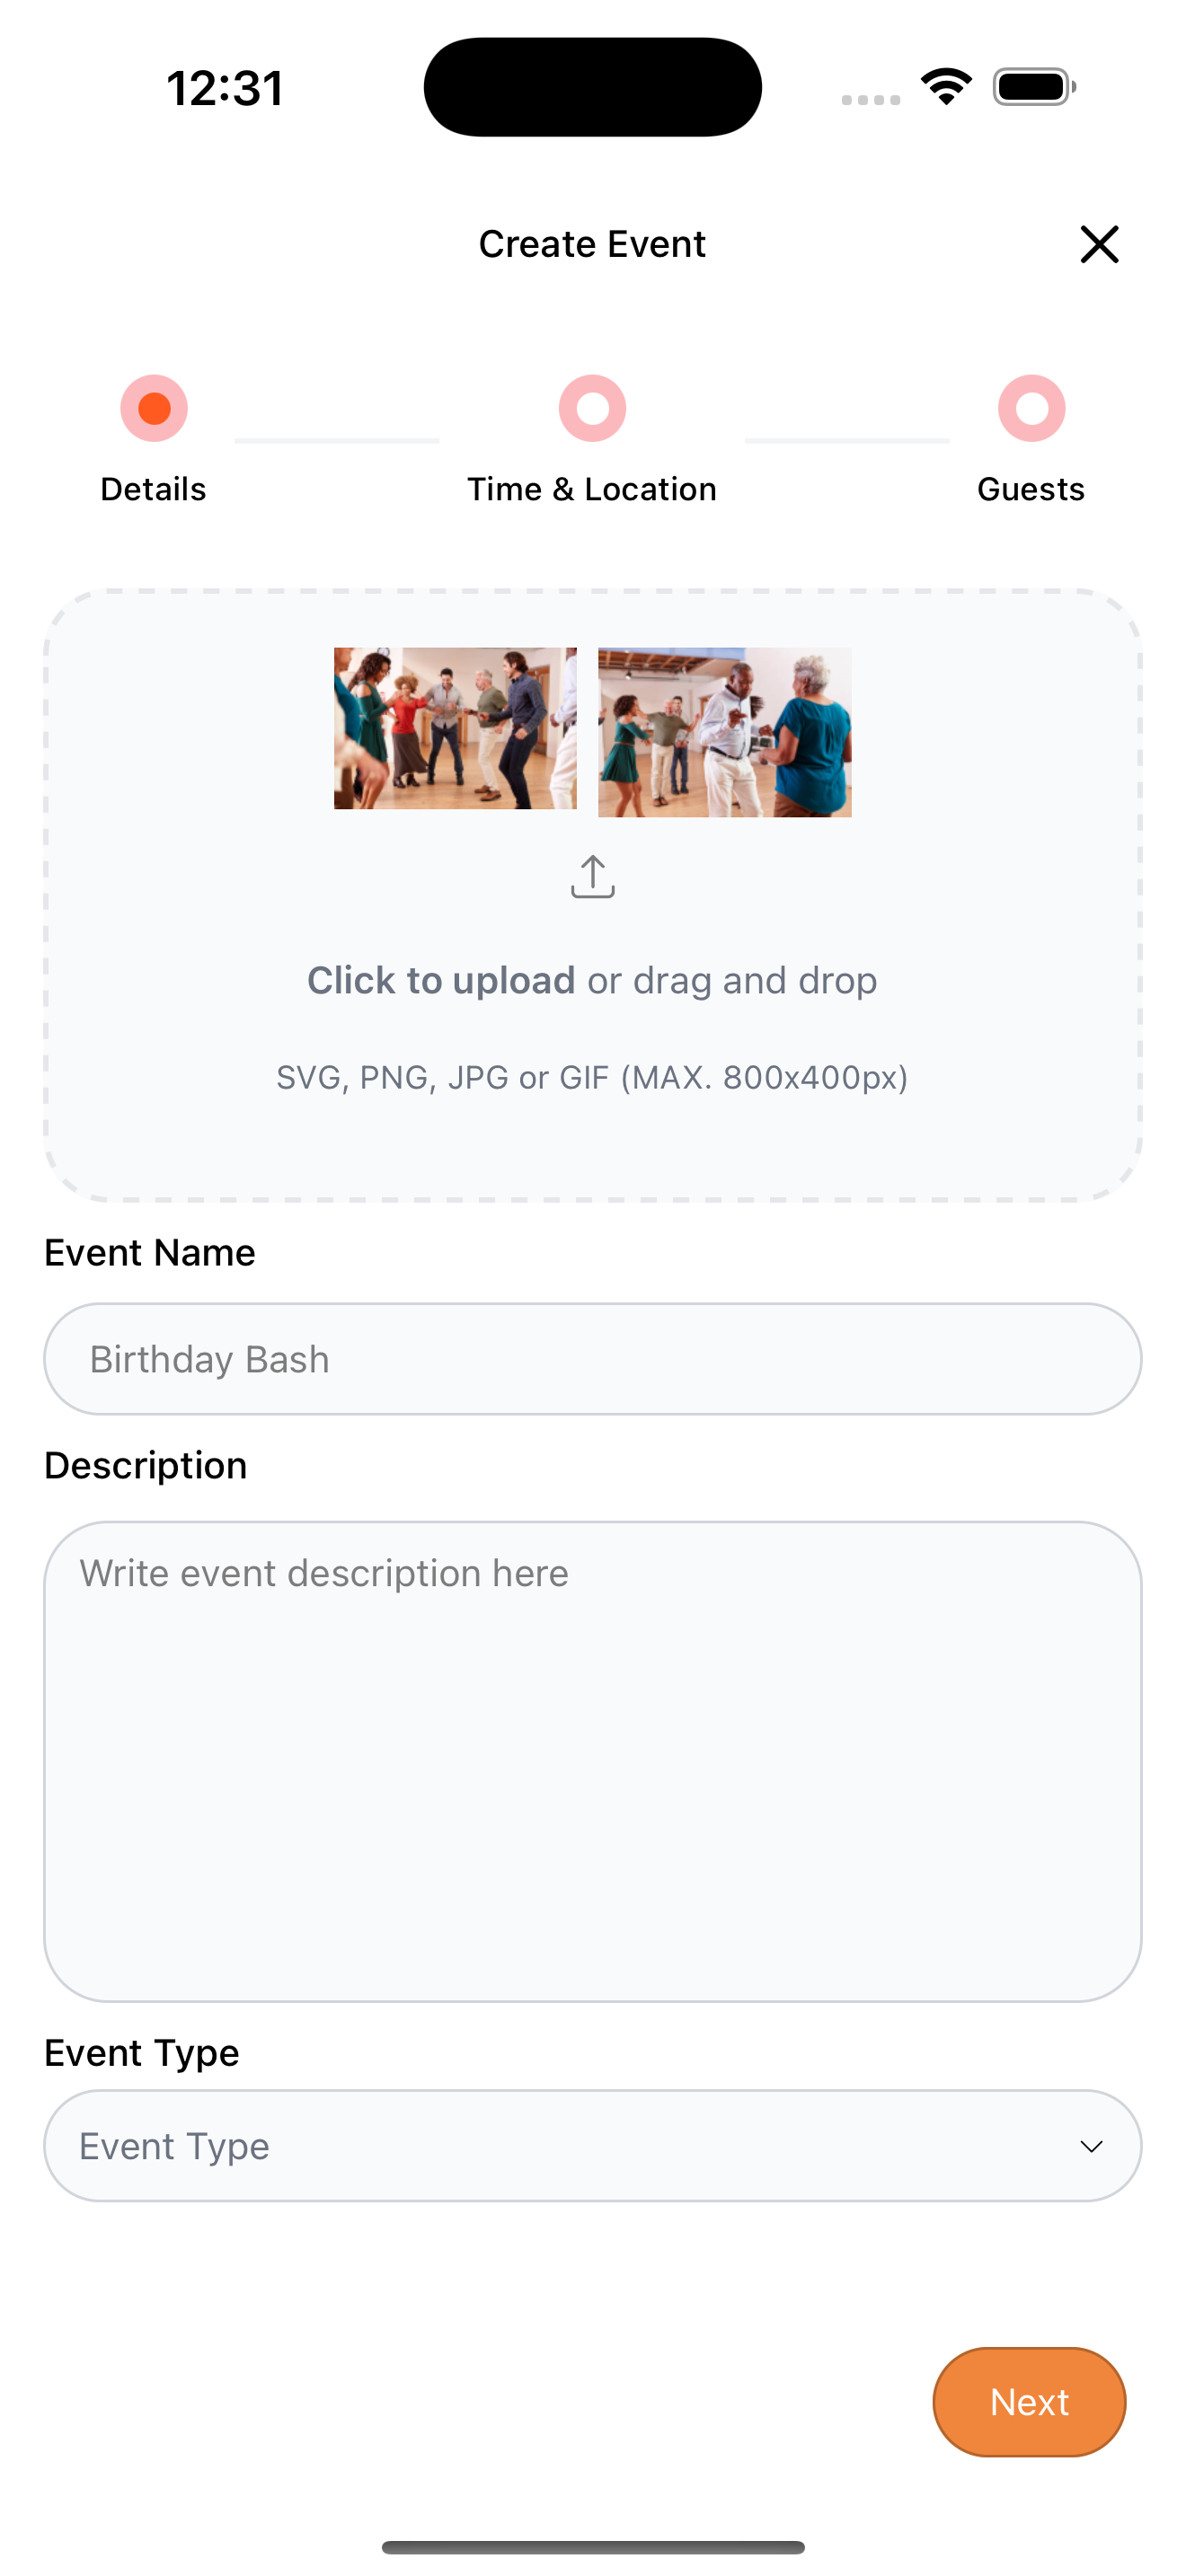 12:31
Create Event
Details
Time & Location
Guests
Click to upload or drag and drop
SVG, PNG, JPG or GIF (MAX. 800x400px)
Event Name
Birthday Bash
Description
Write event description here
Event Type
Event Type
Next